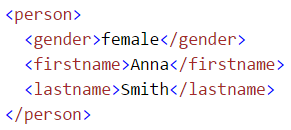 <person>
  <gender>female</gender>
  <firstname>Anna</firstname>
  <lastname>Smith</lastname>
</person>